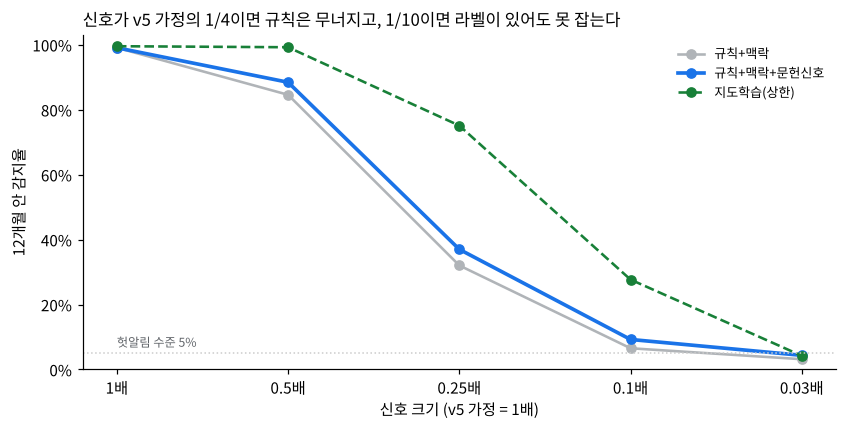 신호가 v5 가정의 1/4이면 규칙은 무너지고, 1/10이면 라벨이 있어도 못 잡는다
규칙+맥락
규칙+맥락+문헌신호
지도학습(상한)
12개월 안 감지율
100%
80%
60%
40%
20%
0%
헛알림 수준 5%
1배
0.5배
0.25배
0.1배
0.03배
신호 크기 (v5 가정 = 1배)